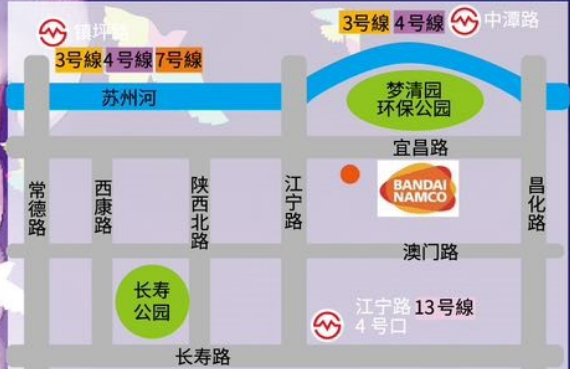 镇坪路
3号線 4号線 7号線
3号線 4号線
中潭路
苏州河
梦清园
环保公园
宜昌路
常德路
西康路
陕西北路
江宁路
BANDAI
NAMCO
昌化路
澳门路
长寿
公园
江宁路 13号線
4号口
长寿路